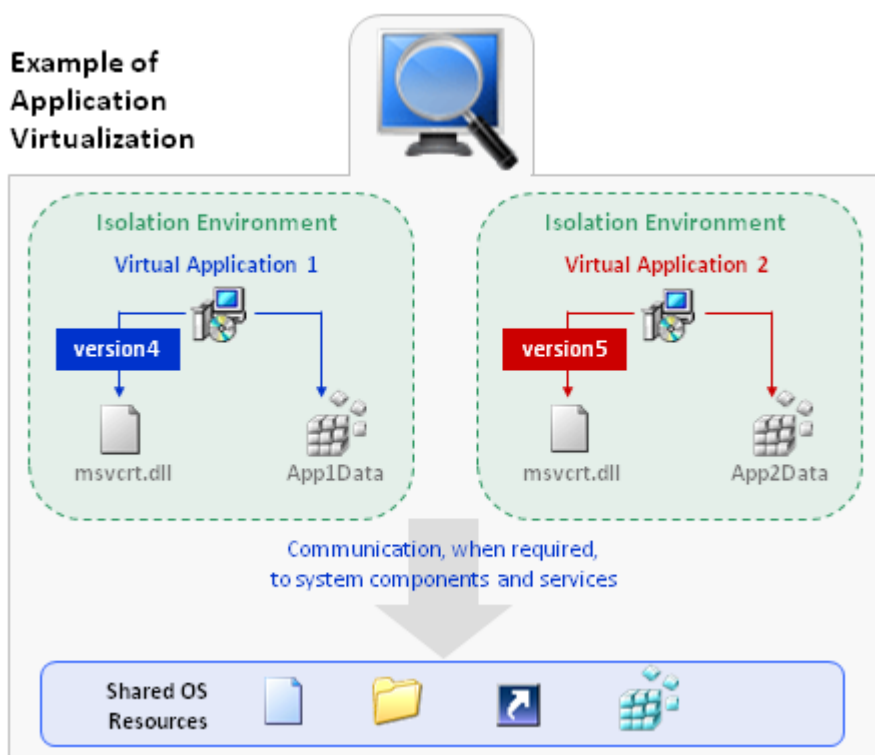 Example of
Application
Virtualization
Isolation Environment
Virtual Application 1
version4
msvcrt.dll
App1Data
Isolation Environment
Virtual Application 2
version5
msvcrt.dll
App2Data
Communication, when required,
to system components and services
Shared OS
Resources